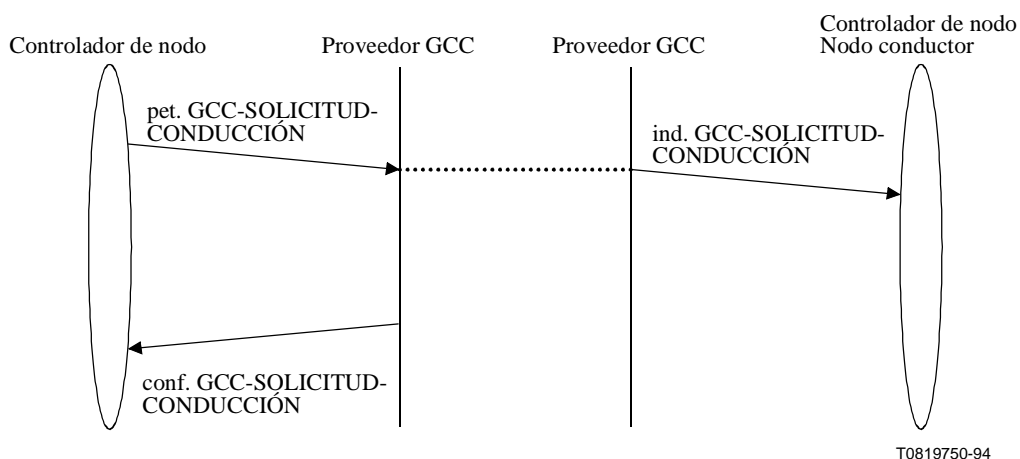 Controlador de nodo
Proveedor GCC
Proveedor GCC
Controlador de nodo
Nodo conductor
pet. GCC-SOLICITUD-
CONDUCCIÓN
ind. GCC-SOLICITUD-
CONDUCCIÓN
conf. GCC-SOLICITUD-
CONDUCCIÓN
T0819750-94